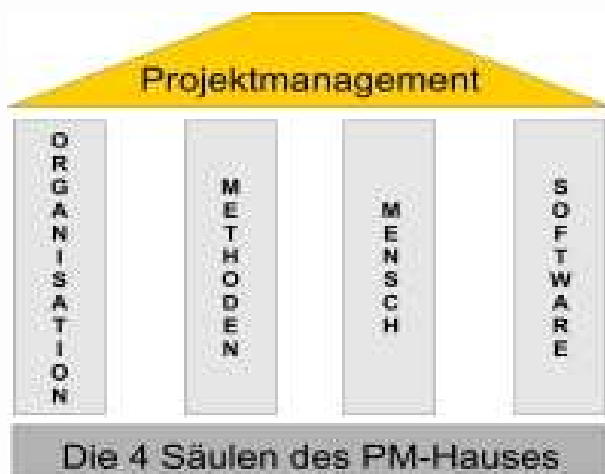 Projektmanagement
ORGANISATION
METHODEN
MENSCH
SOFTWARE
Die 4 Säulen des PM-Hauses